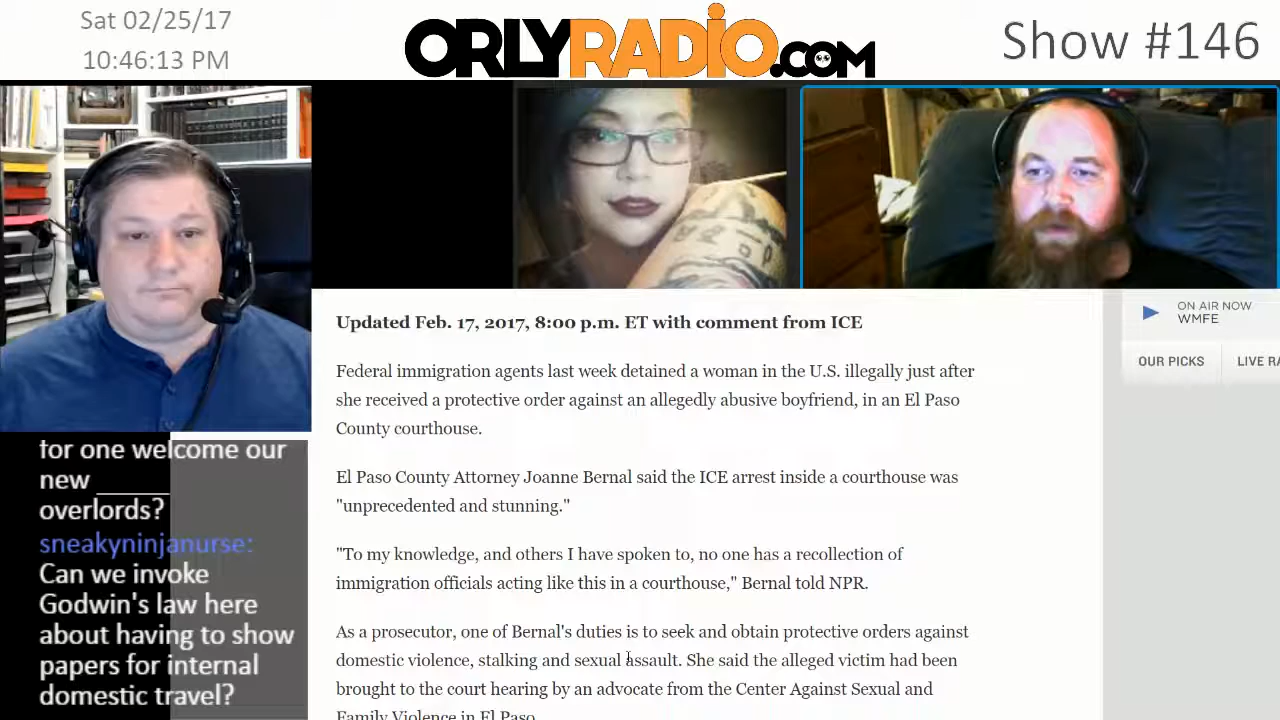 Sat 02/25/17
10:46:13 PM
ORLYRADIO.COM
Show #146
Updated Feb. 17, 2017, 8:00 p.m. ET with comment from ICE
Federal immigration agents last week detained a woman in the U.S. illegally just after
she received a protective order against an allegedly abusive boyfriend, in an El Paso
County courthouse.
El Paso County Attorney Joanne Bernal said the ICE arrest inside a courthouse was
"unprecedented and stunning."
"To my knowledge, and others I have spoken to, no one has a recollection of
immigration officials acting like this in a courthouse," Bernal told NPR.
As a prosecutor, one of Bernal's duties is to seek and obtain protective orders against
domestic violence, stalking and sexual assault. She said the alleged victim had been
brought to the court hearing by an advocate from the Center Against Sexual and
Family Violence in El Paso.
ON AIR NOW
WMFE
OUR PICKS
LIVE RA
for one welcome our
new ______
overlords?
sneakyninjanurse:
Can we invoke
Godwin's law here
about having to show
papers for internal
domestic travel?